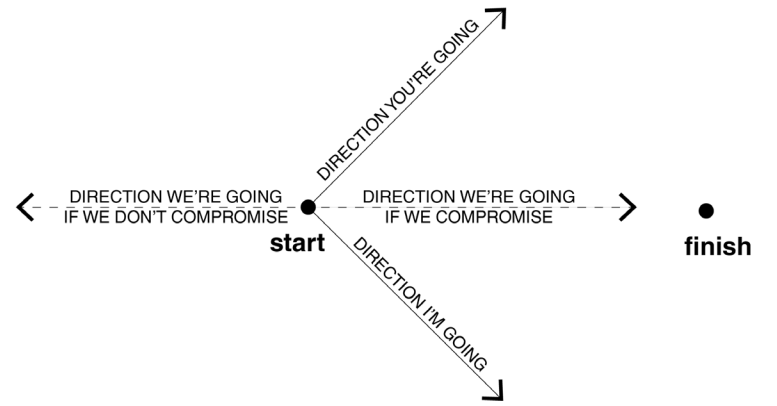 DIRECTION YOU'RE GOING
DIRECTION WE'RE GOING
IF WE DON'T COMPROMISE
DIRECTION WE'RE GOING
IF WE COMPROMISE
start
finish
DIRECTION I'M GOING